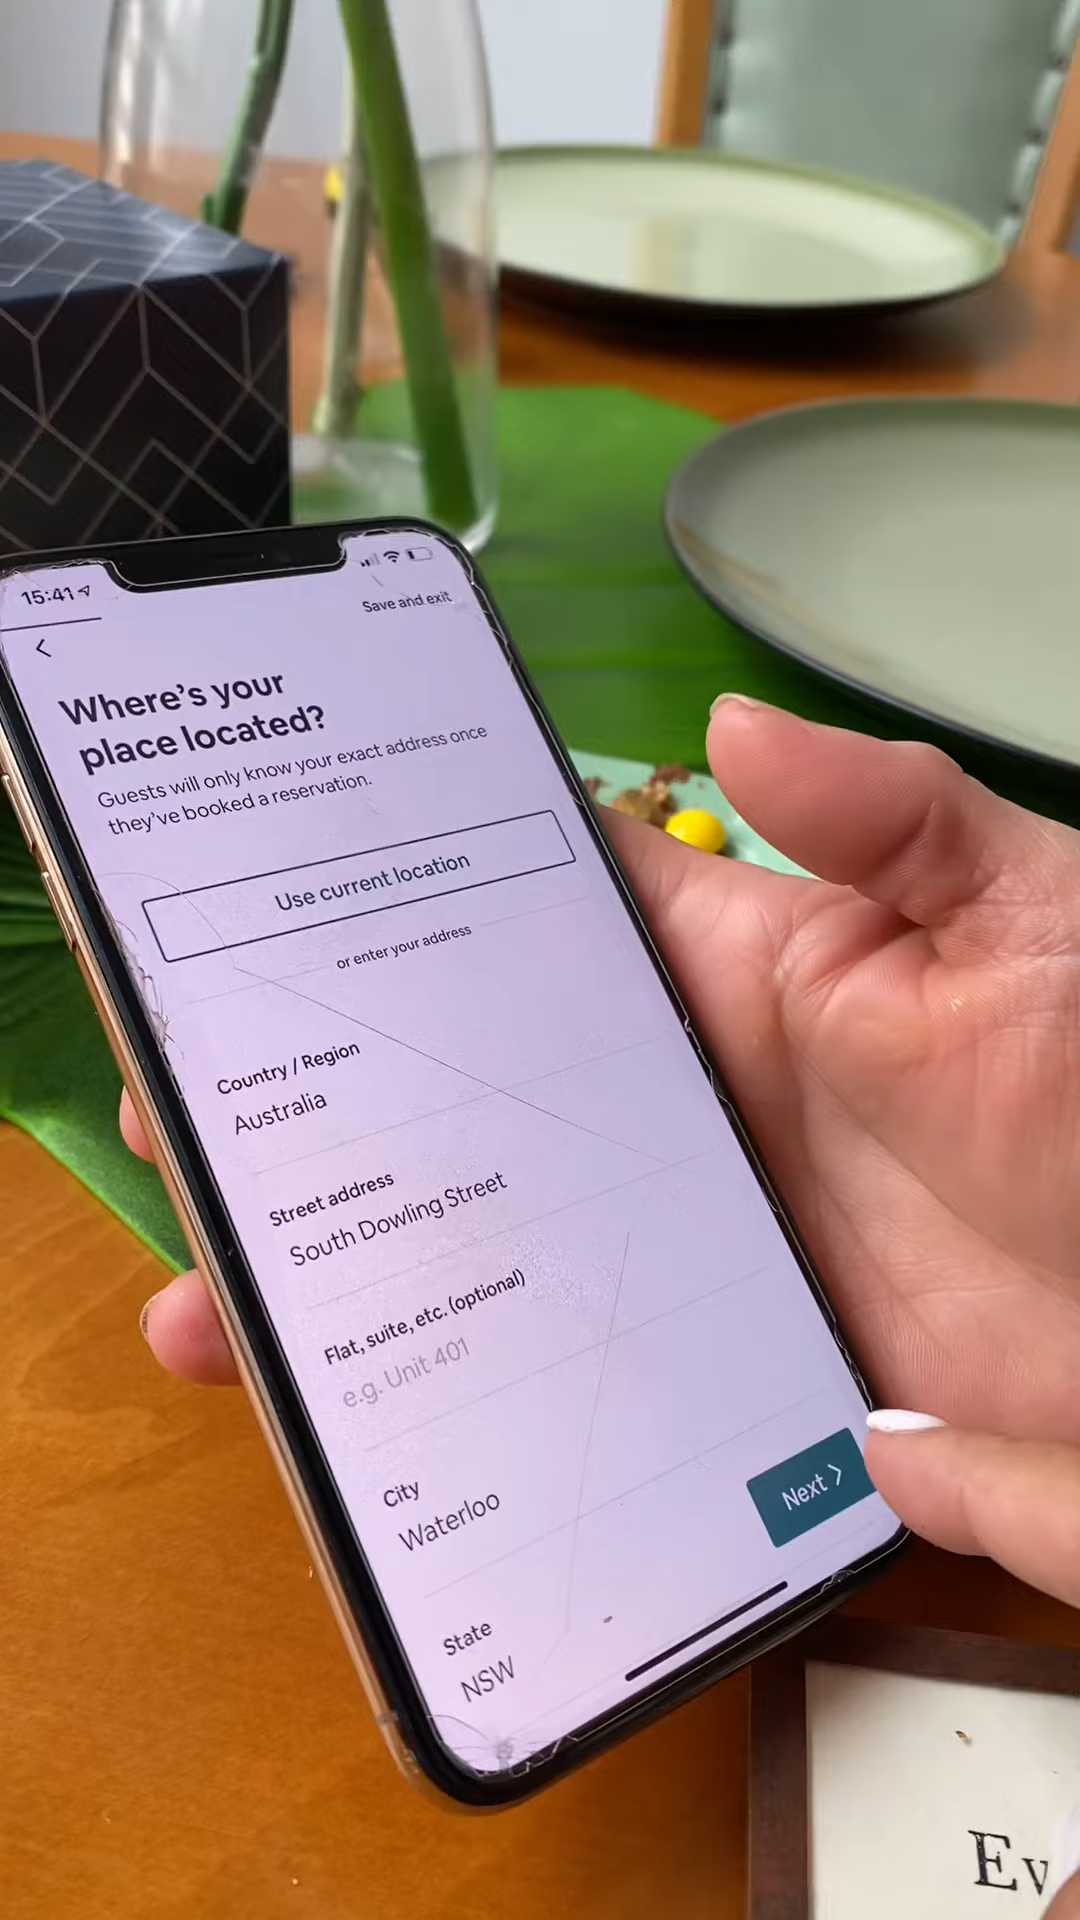 15:41
Save and exit
Where's your
place located?
Guests will only know your exact address once
they've booked a reservation.
Use current location
or enter your address
Country / Region
Australia
Street address
South Dowling Street
Flat, suite, etc. (optional)
e.g. Unit 401
City
Waterloo
Next
State
NSW